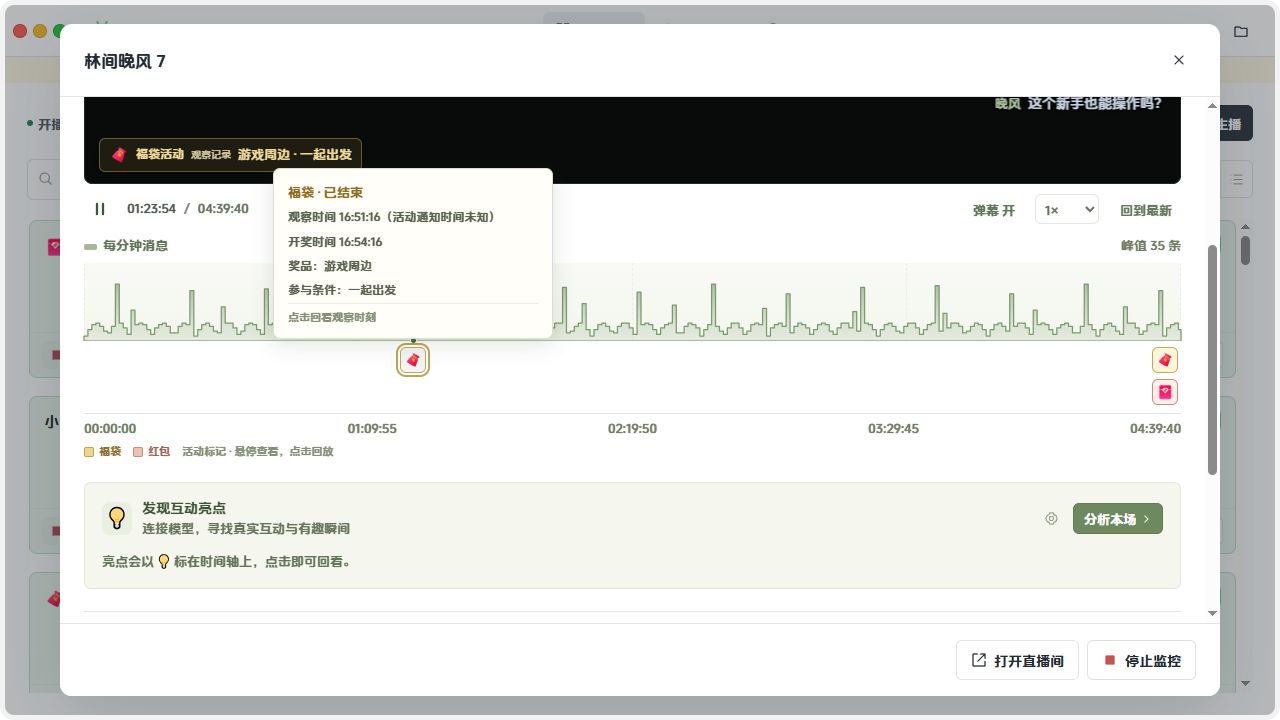 林间晚风 7
开播
主播
晚风 这个新手也能操作吗?
福袋活动 观察记录 游戏周边 · 一起出发
福袋 · 已结束
观察时间 16:51:16（活动通知时间未知）
开奖时间 16:54:16
奖品：游戏周边
参与条件：一起出发
点击回看观察时刻
01:23:54 / 04:39:40
弹幕 开
1×
回到最新
每分钟消息
峰值 35 条
00:00:00 01:09:55 02:19:50 03:29:45 04:39:40
福袋 红包 活动标记 · 悬停查看，点击回放
小
发现互动亮点
连接模型，寻找真实互动与有趣瞬间
分析本场
亮点会以 💡 标在时间轴上，点击即可回看。
打开直播间
停止监控